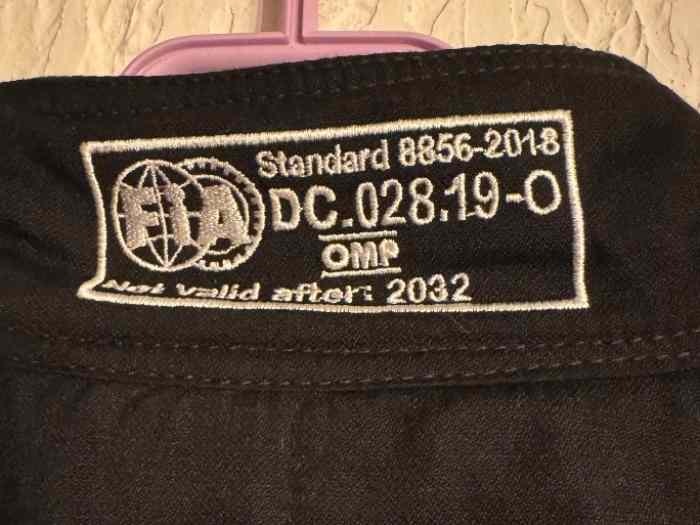 Standard 8856-2018
FIA
DC.028.19-O
OMP
Not valid after: 2032